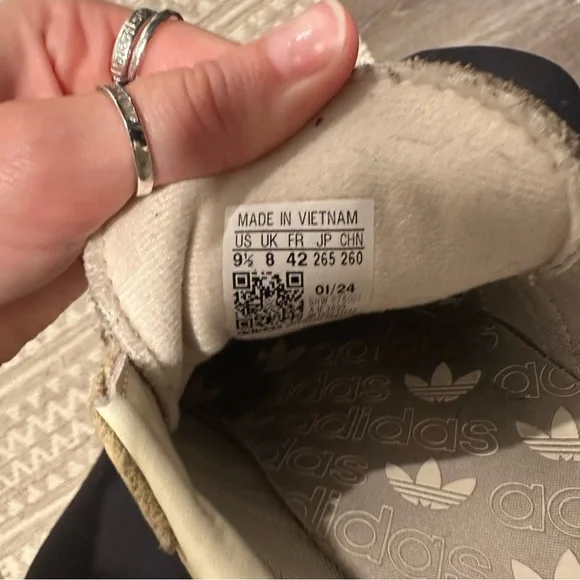 MADE IN VIETNAM
US UK FR JP CHN
9½ 8 42 265 260
01/24
adidas
adidas
adidas
adidas